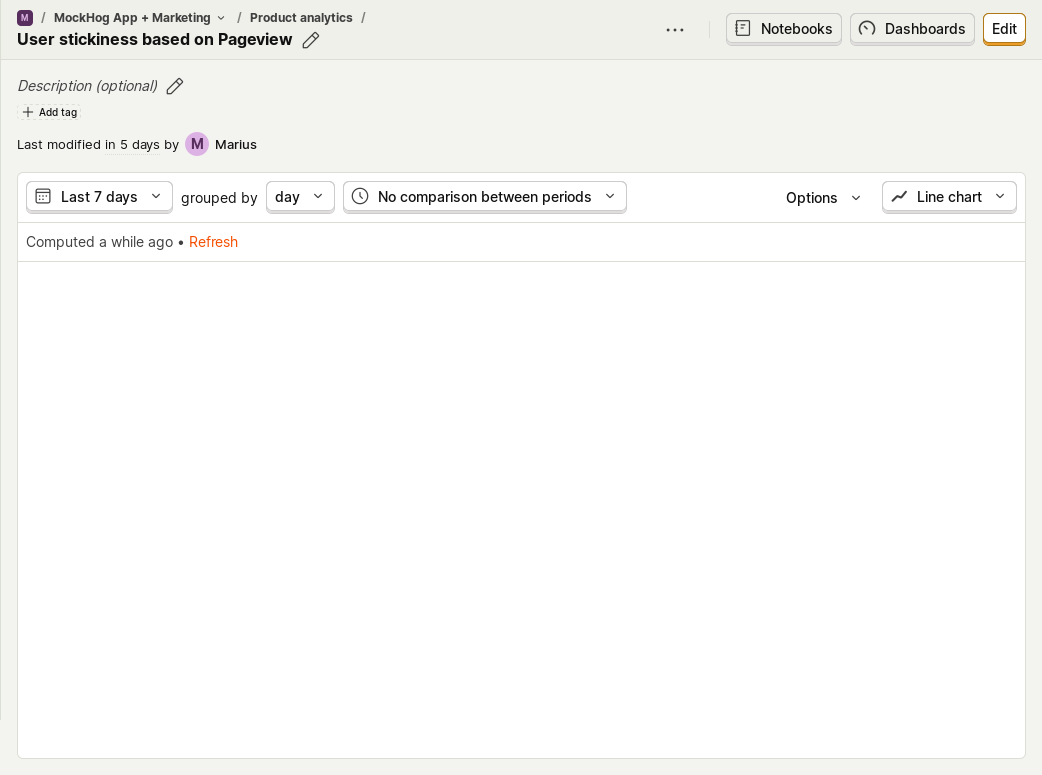 M / MockHog App + Marketing / Product analytics /
User stickiness based on Pageview
Notebooks
Dashboards
Edit
Description (optional)
Add tag
Last modified in 5 days by M Marius
Last 7 days grouped by day No comparison between periods Options Line chart
Computed a while ago • Refresh